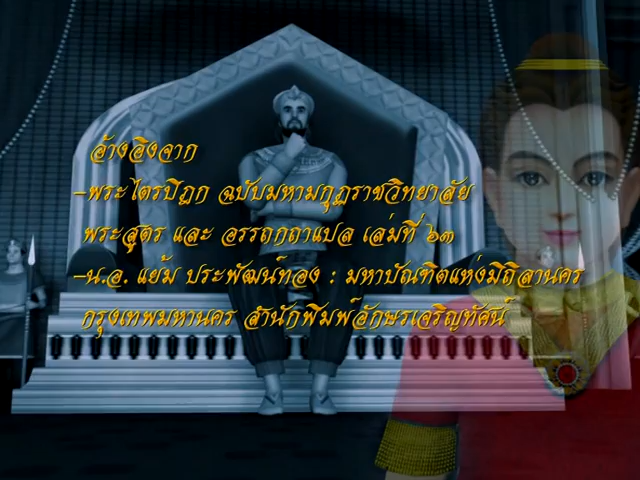 อ้างอิงจาก
-พระไตรปิฎก ฉบับมหามกุฏราชวิทยาลัย
พระสูตร และ อรรถกถาแปล เล่มที่ ๖๓
-น.อ. แย้ม ประพัฒน์ทอง : มหาบัณฑิตแห่งมิถิลานคร
กรุงเทพมหานคร สำนักพิมพ์อักษรเจริญทัศน์